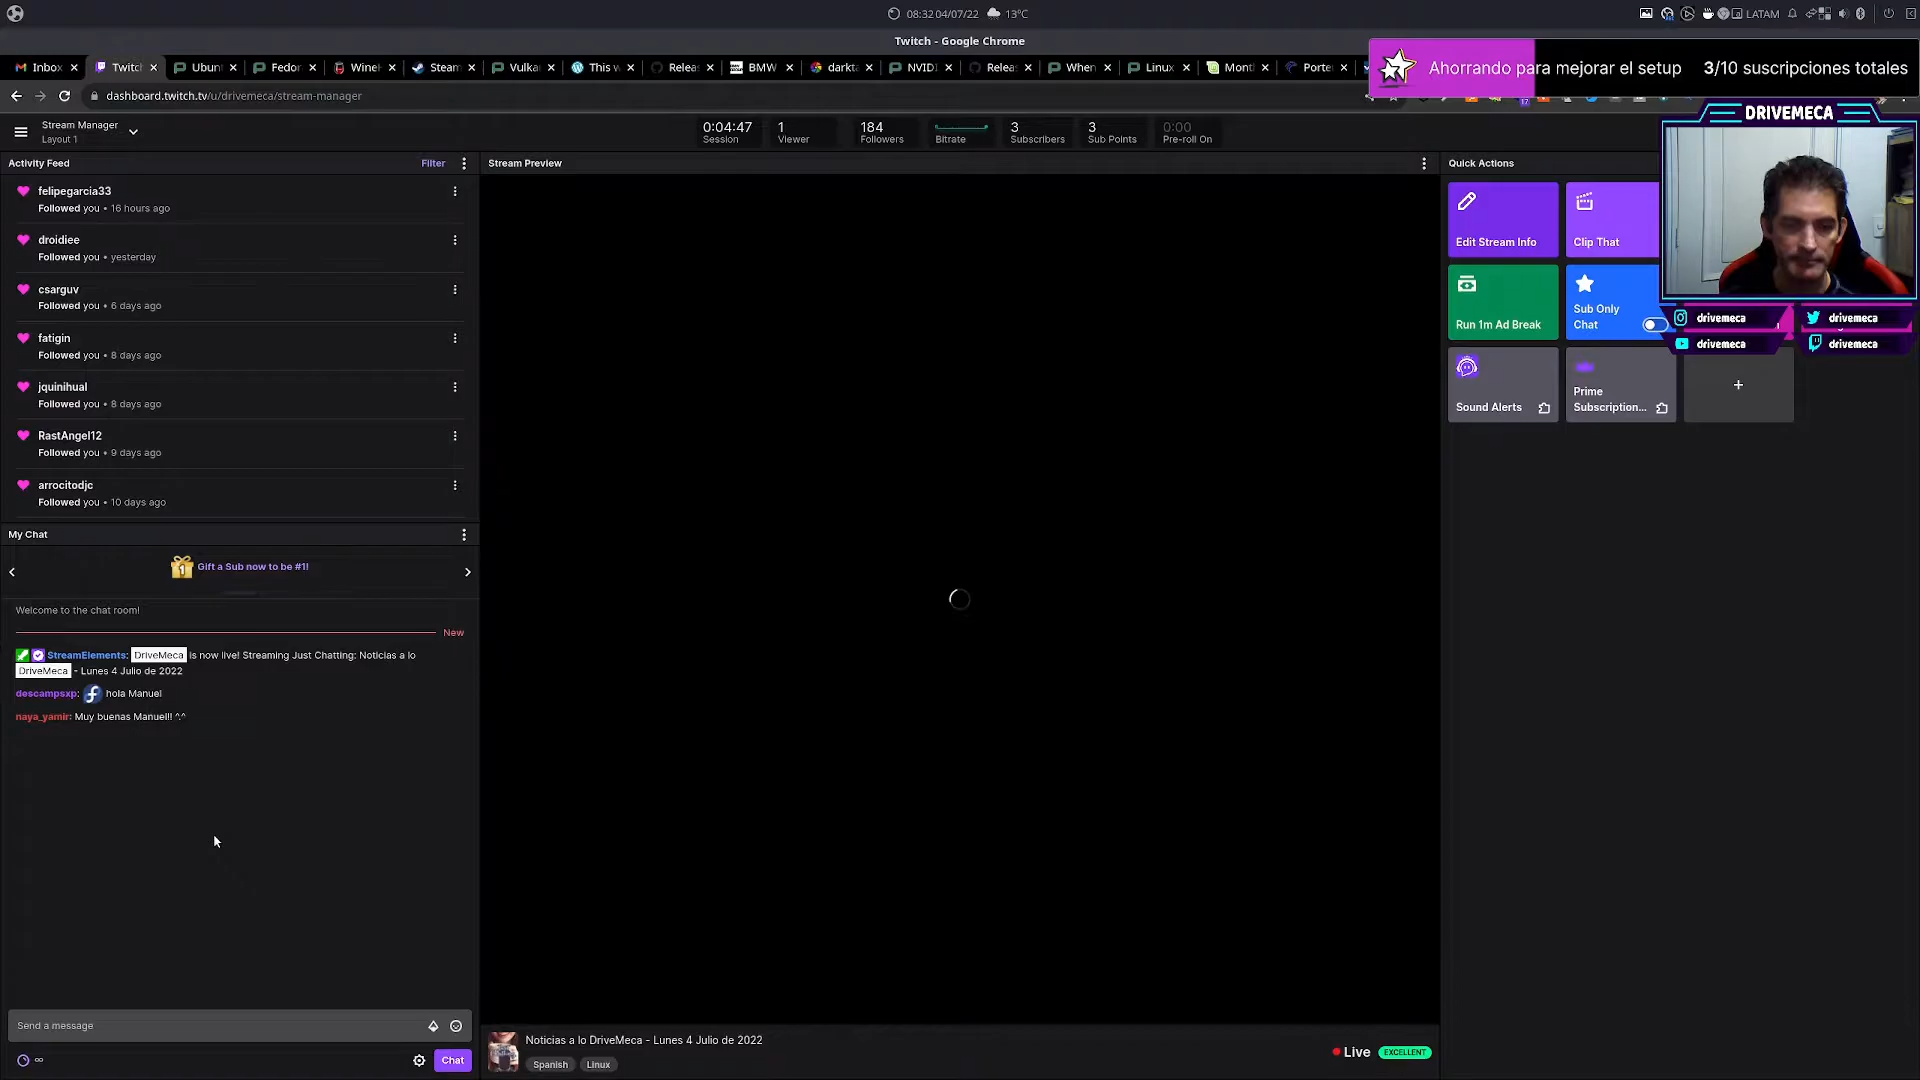 08:32 04/07/22 13°C
LATAM
Twitch - Google Chrome
Inbox
Twitch
Ubunt
Fedor
WineH
Steam
Vulka
This w
Releas
BMW
darkta
NVIDI
Releas
When
Linux
Month
Porte
Ahorrando para mejorar el setup 3/10 suscripciones totales
dashboard.twitch.tv/u/drivemeca/stream-manager
17
DRIVEMECA
Stream Manager
Layout 1
0:04:47
Session
1
Viewer
184
Followers
Bitrate
3
Subscribers
3
Sub Points
0:00
Pre-roll On
Activity Feed
Filter
felipegarcia33
Followed you • 16 hours ago
droidiee
Followed you • yesterday
csarguv
Followed you • 6 days ago
fatigin
Followed you • 8 days ago
jquinihual
Followed you • 8 days ago
RastAngel12
Followed you • 9 days ago
arrocitodjc
Followed you • 10 days ago
My Chat
1
Gift a Sub now to be #1!
Welcome to the chat room!
New
StreamElements: DriveMeca is now live! Streaming Just Chatting: Noticias a lo
DriveMeca - Lunes 4 Julio de 2022
descampsxp: hola Manuel
naya_yamir: Muy buenas Manuel!! ^.^
Send a message
Chat
Stream Preview
Noticias a lo DriveMeca - Lunes 4 Julio de 2022
Spanish
Linux
Live
EXCELLENT
Quick Actions
Edit Stream Info
Clip That
Run 1m Ad Break
Sub Only
Chat
Sound Alerts
Prime
Subscription...
+
drivemeca
drivemeca
drivemeca
drivemeca